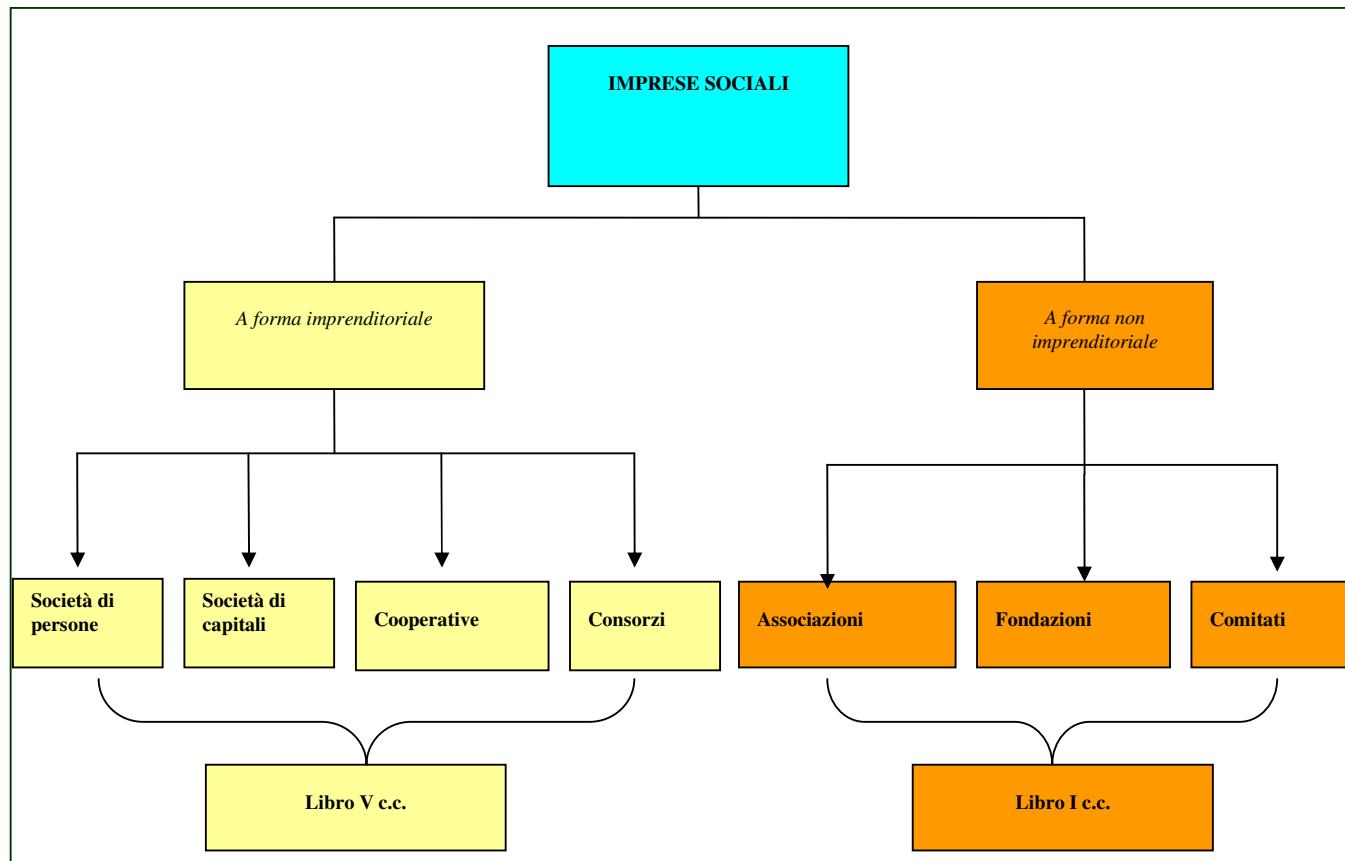 IMPRESE SOCIALI
A forma imprenditoriale
A forma non
imprenditoriale
Società di
persone
Società di
capitali
Cooperative
Consorzi
Associazioni
Fondazioni
Comitati
Libro V c.c.
Libro I c.c.